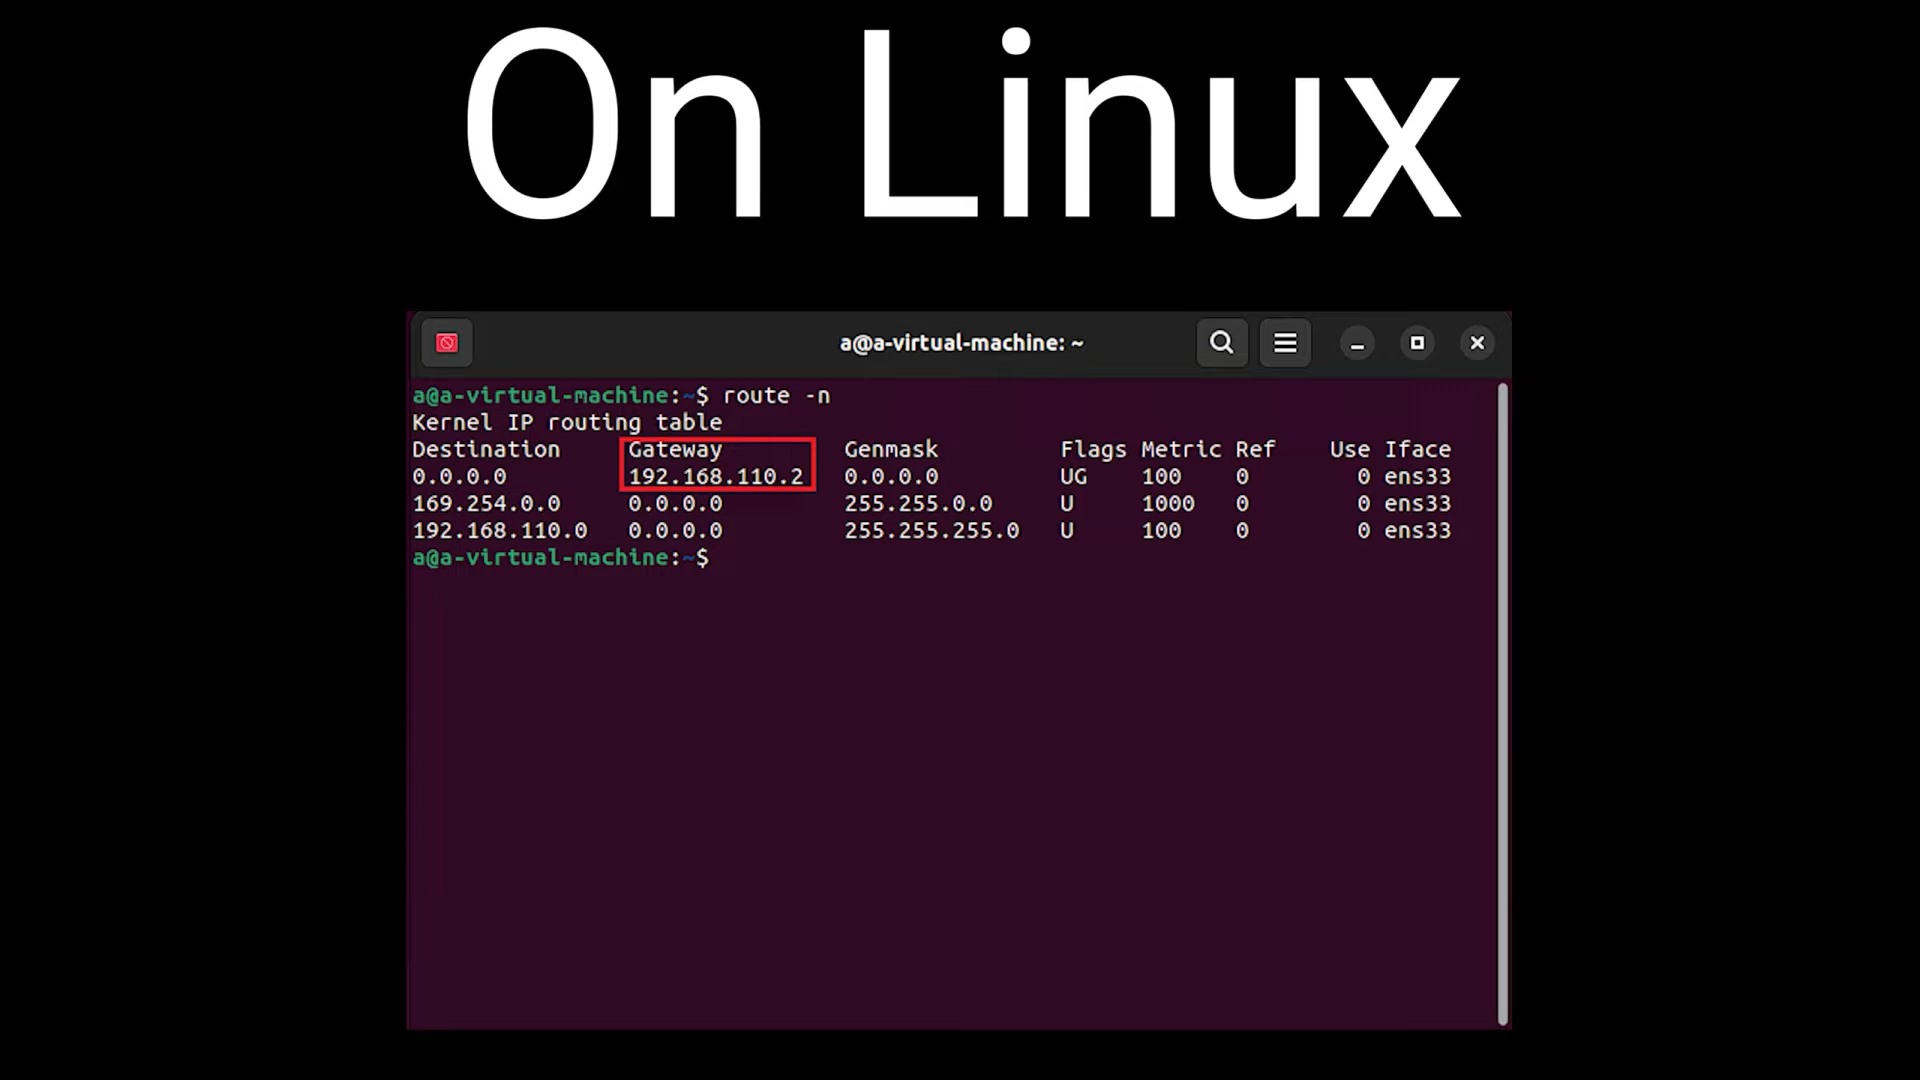 On Linux
a@a-virtual-machine: ~
a@a-virtual-machine:~$ route -n
Kernel IP routing table
Destination Gateway Genmask Flags Metric Ref Use Iface
0.0.0.0 192.168.110.2 0.0.0.0 UG 100 0 0 ens33
169.254.0.0 0.0.0.0 255.255.0.0 U 1000 0 0 ens33
192.168.110.0 0.0.0.0 255.255.255.0 U 100 0 0 ens33
a@a-virtual-machine:~$